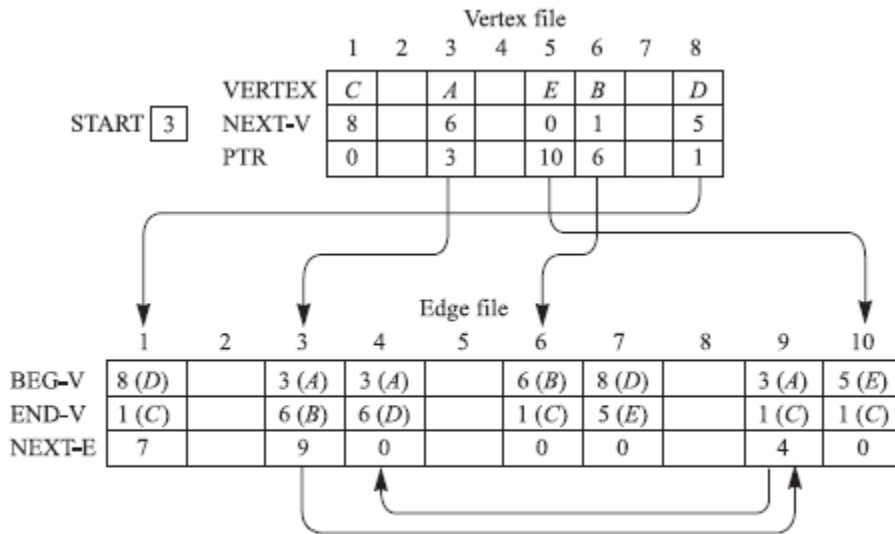 Vertex file
1 2 3 4 5 6 7 8
VERTEX C A E B D
START 3 NEXT-V 8 6 0 1 5
PTR 0 3 10 6 1
Edge file
1 2 3 4 5 6 7 8 9 10
BEG-V 8 (D) 3 (A) 3 (A) 6 (B) 8 (D) 3 (A) 5 (E)
END-V 1 (C) 6 (B) 6 (D) 1 (C) 5 (E) 1 (C) 1 (C)
NEXT-E 7 9 0 0 0 4 0